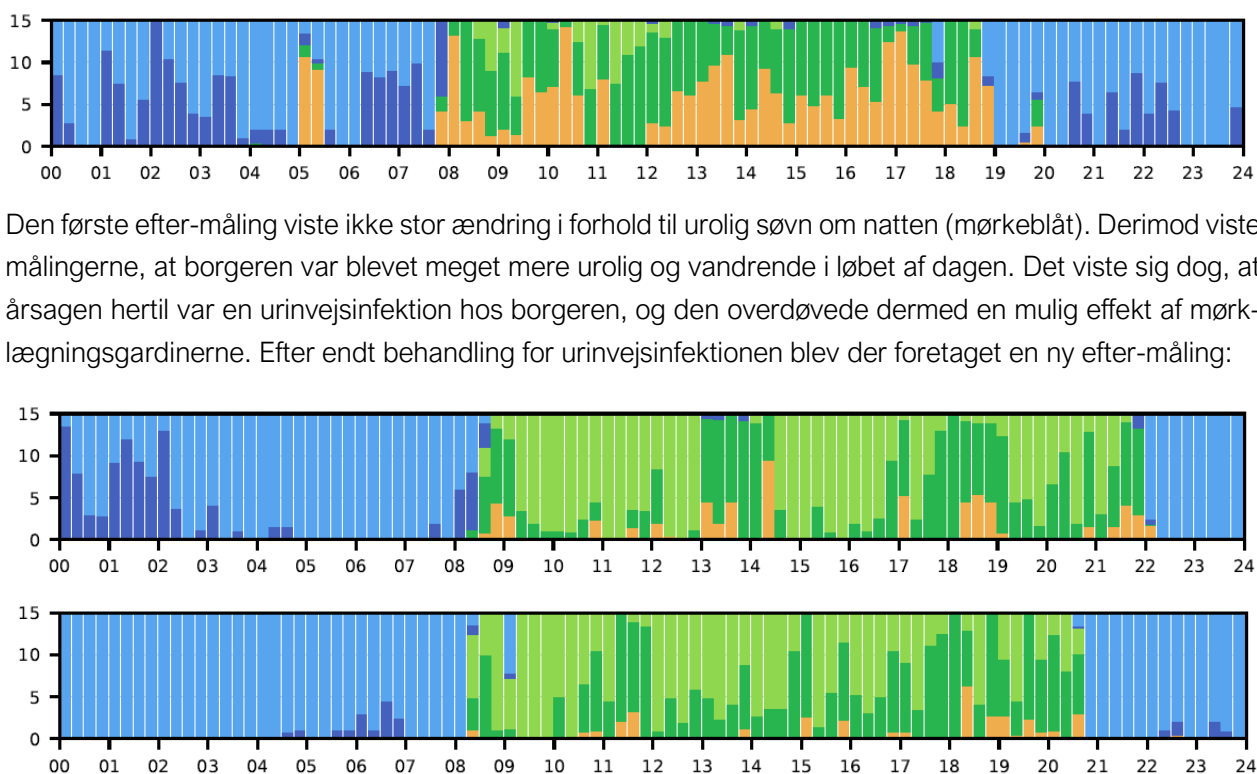 15
10
5
0
00 01 02 03 04 05 06 07 08 09 10 11 12 13 14 15 16 17 18 19 20 21 22 23 24
Den første efter-måling viste ikke stor ændring i forhold til urolig søvn om natten (mørkeblåt). Derimod viste
målingerne, at borgeren var blevet meget mere urolig og vandrende i løbet af dagen. Det viste sig dog, at
årsagen hertil var en urinvejsinfektion hos borgeren, og den overdøvede dermed en mulig effekt af mørk-
lægningsgardinerne. Efter endt behandling for urinvejsinfektionen blev der foretaget en ny efter-måling:
15
10
5
0
00 01 02 03 04 05 06 07 08 09 10 11 12 13 14 15 16 17 18 19 20 21 22 23 24
15
10
5
0
00 01 02 03 04 05 06 07 08 09 10 11 12 13 14 15 16 17 18 19 20 21 22 23 24